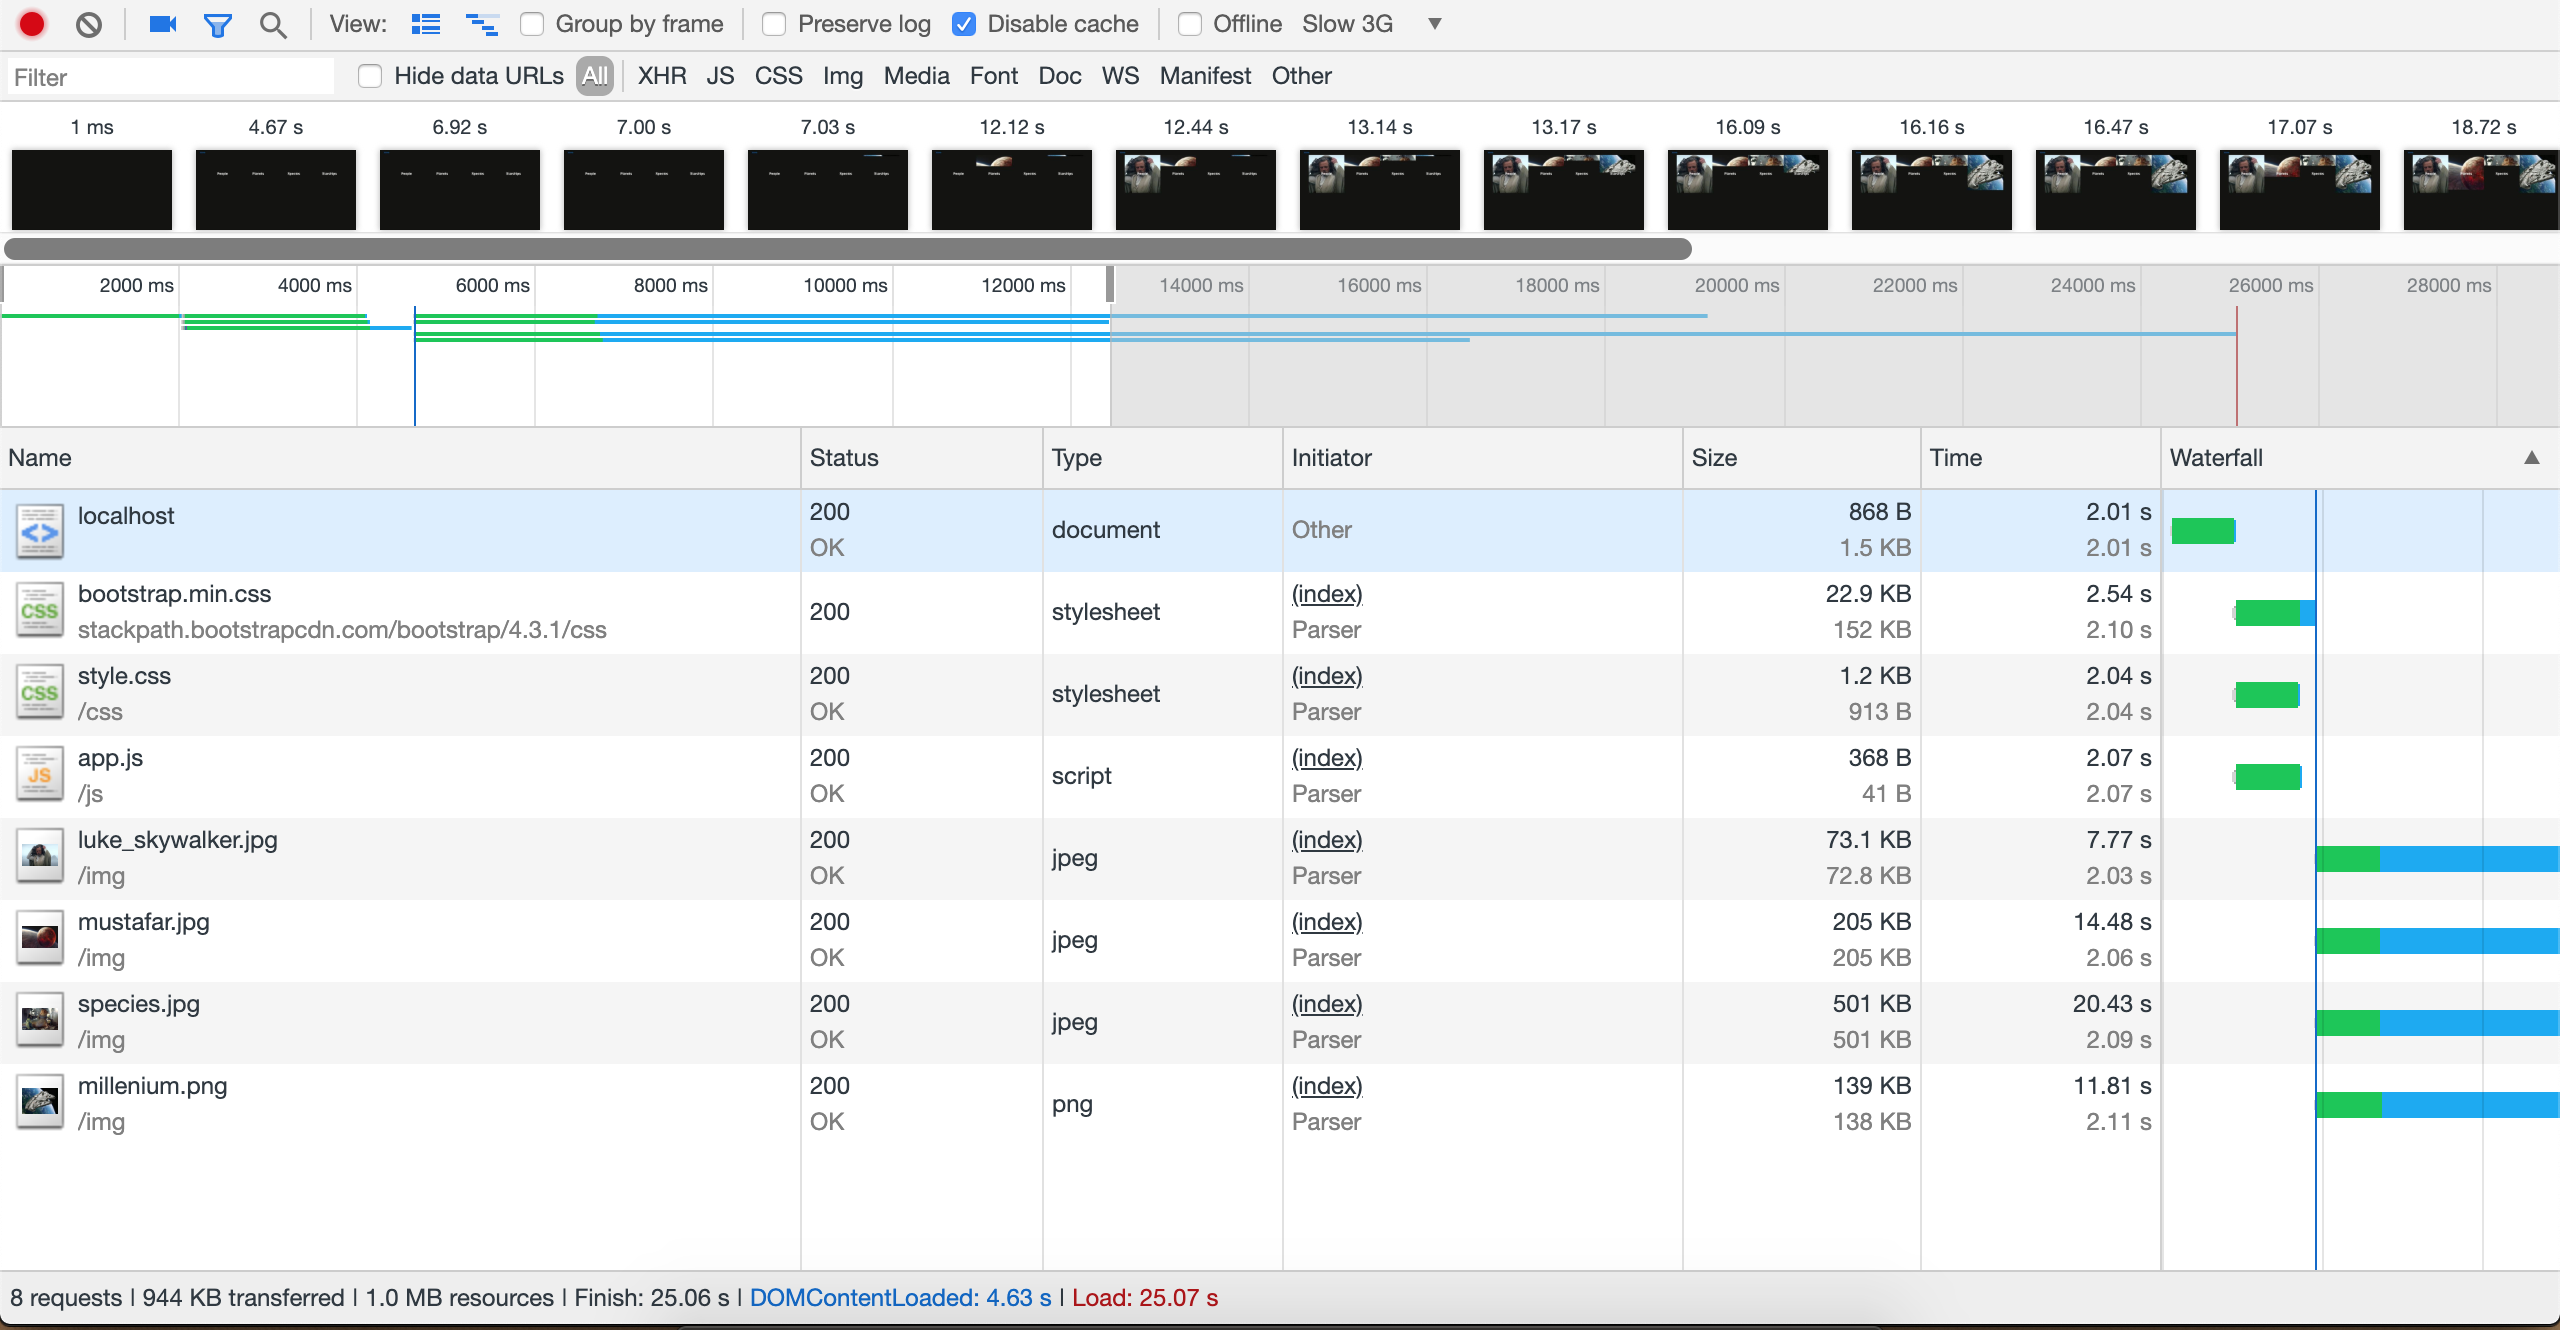 View: Group by frame Preserve log Disable cache Offline Slow 3G ▼
Filter Hide data URLs All XHR JS CSS Img Media Font Doc WS Manifest Other
1 ms 4.67 s 6.92 s 7.00 s 7.03 s 12.12 s 12.44 s 13.14 s 13.17 s 16.09 s 16.16 s 16.47 s 17.07 s 18.72 s
2000 ms 4000 ms 6000 ms 8000 ms 10000 ms 12000 ms 14000 ms 16000 ms 18000 ms 20000 ms 22000 ms 24000 ms 26000 ms 28000 ms
Name Status Type Initiator Size Time Waterfall ▲
localhost 200 document Other 868 B 2.01 s
OK 1.5 KB 2.01 s
bootstrap.min.css 200 stylesheet (index) 22.9 KB 2.54 s
stackpath.bootstrapcdn.com/bootstrap/4.3.1/css Parser 152 KB 2.10 s
style.css 200 stylesheet (index) 1.2 KB 2.04 s
/css OK Parser 913 B 2.04 s
app.js 200 script (index) 368 B 2.07 s
/js OK Parser 41 B 2.07 s
luke_skywalker.jpg 200 jpeg (index) 73.1 KB 7.77 s
/img OK Parser 72.8 KB 2.03 s
mustafar.jpg 200 jpeg (index) 205 KB 14.48 s
/img OK Parser 205 KB 2.06 s
species.jpg 200 jpeg (index) 501 KB 20.43 s
/img OK Parser 501 KB 2.09 s
millenium.png 200 png (index) 139 KB 11.81 s
/img OK Parser 138 KB 2.11 s
8 requests | 944 KB transferred | 1.0 MB resources | Finish: 25.06 s | DOMContentLoaded: 4.63 s | Load: 25.07 s